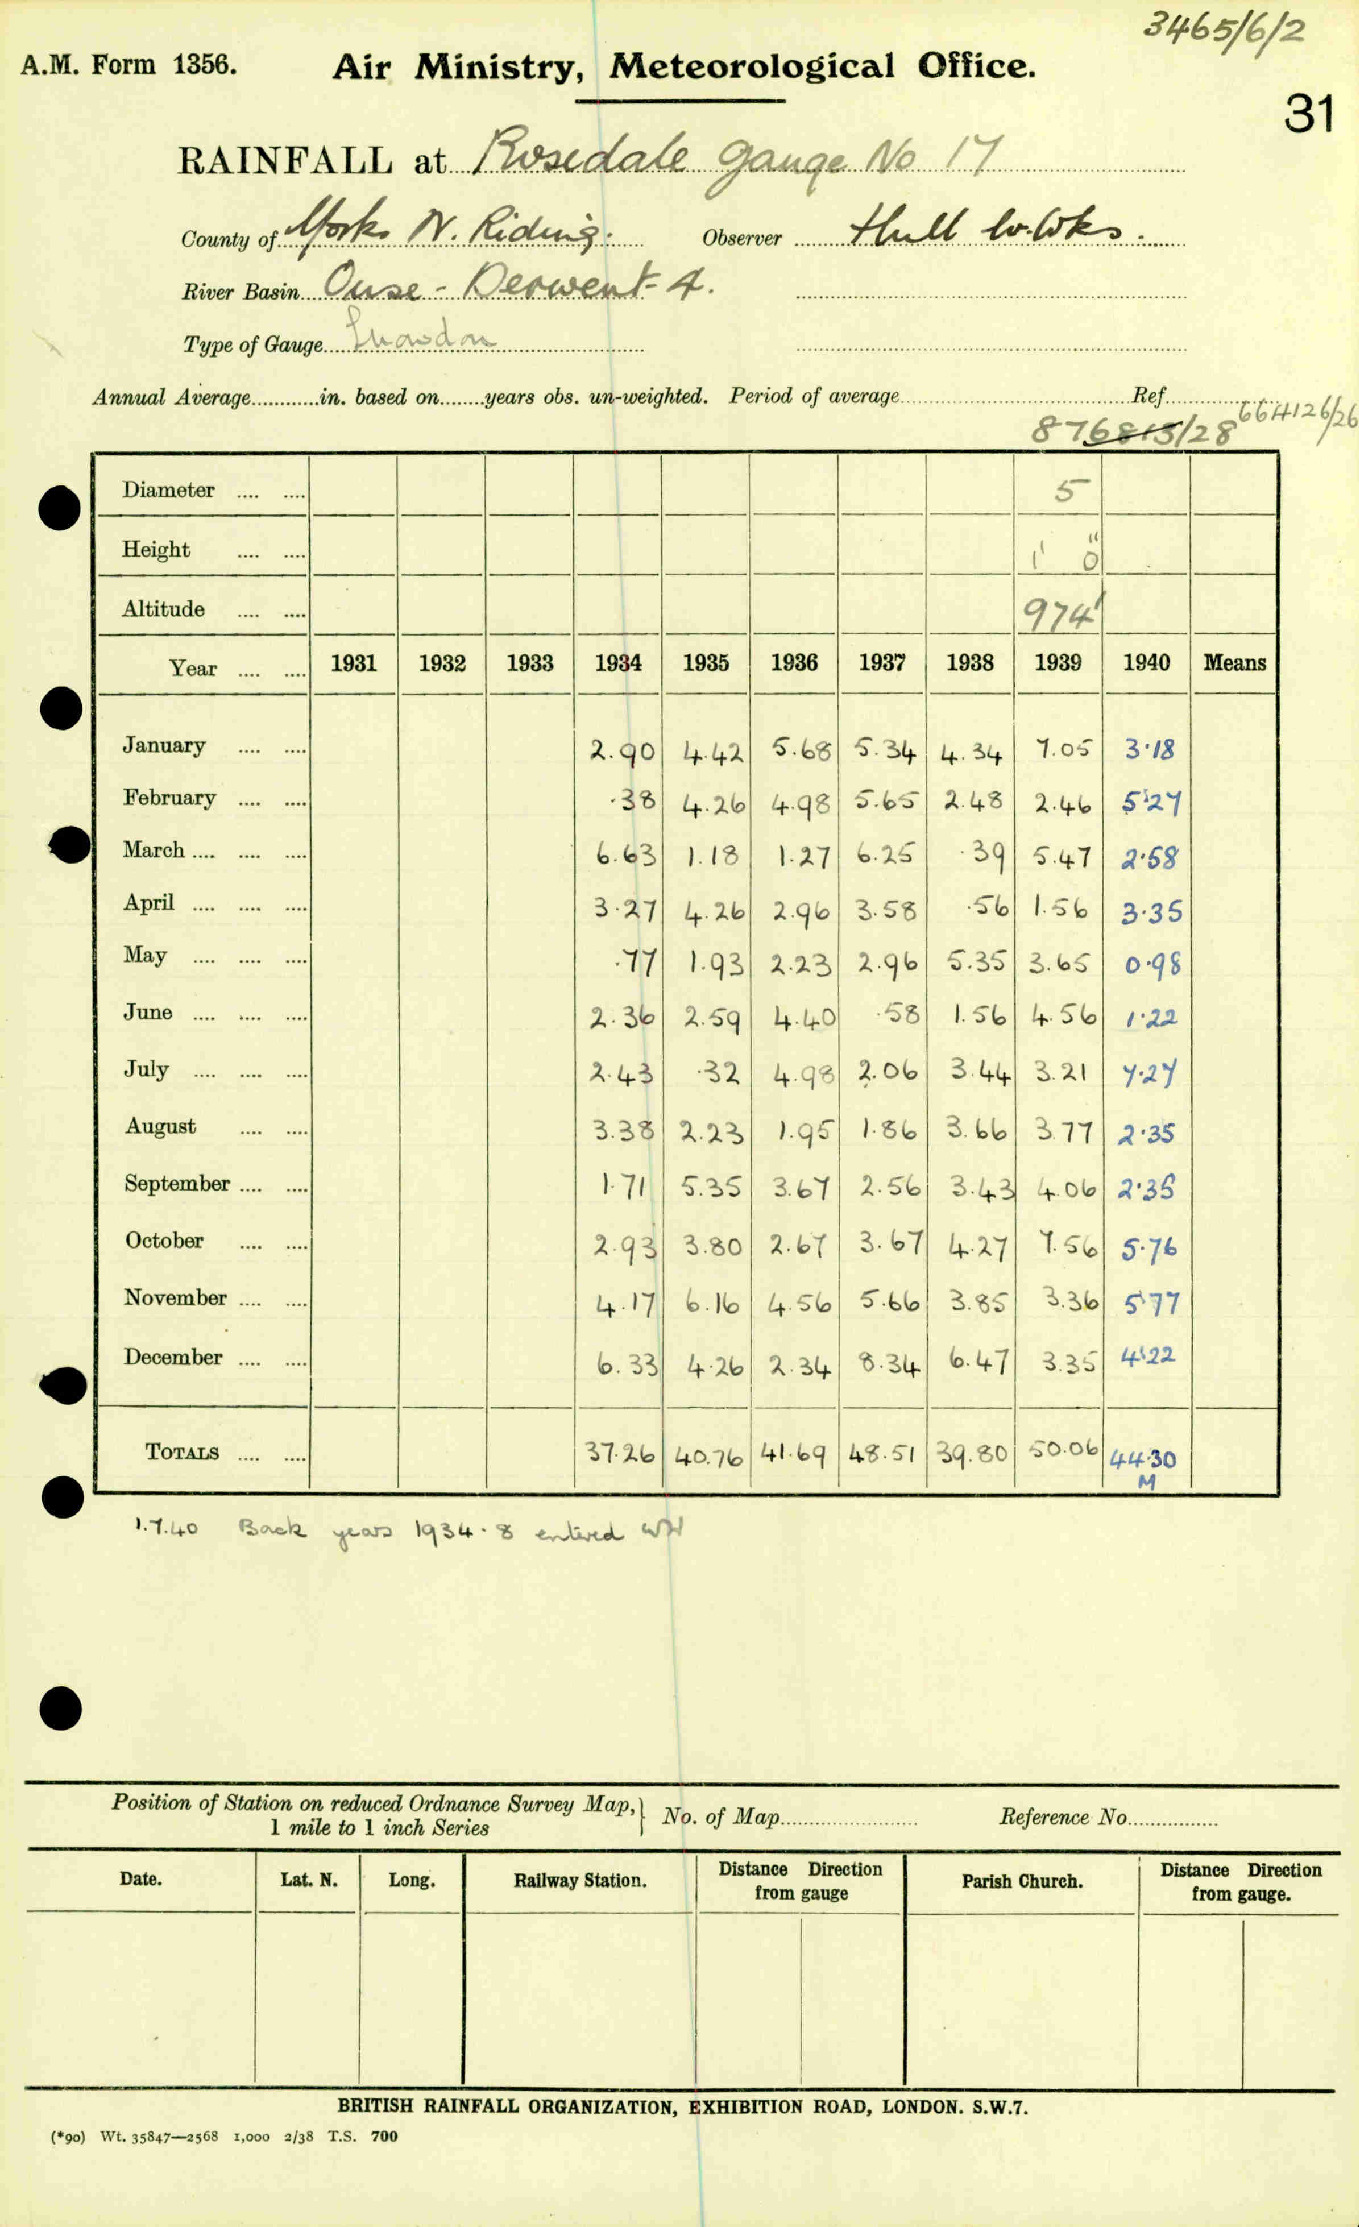 3465/6/2
A.M. Form 1356. Air Ministry, Meteorological Office.
31
RAINFALL at Rosedale Gauge No 17
County of Yorks N. Riding. Observer Hull W. Wks.
River Basin Ouse - Derwent - 4.
Type of Gauge Snowdon
Annual Average in. based on years obs. un-weighted. Period of average Ref. 664126/26
876815/28
Diameter 5
Height 1' 0"
Altitude 974'
Year 1931 1932 1933 1934 1935 1936 1937 1938 1939 1940 Means
January 2.90 4.42 5.68 5.34 4.34 7.05 3.18
February .38 4.26 4.98 5.65 2.48 2.46 5.27
March 6.63 1.18 1.27 6.25 .39 5.47 2.58
April 3.27 4.26 2.96 3.58 .56 1.56 3.35
May .77 1.93 2.23 2.96 5.35 3.65 0.98
June 2.36 2.59 4.40 .58 1.56 4.56 1.22
July 2.43 .32 4.98 2.06 3.44 3.21 7.27
August 3.38 2.23 1.95 1.86 3.66 3.77 2.35
September 1.71 5.35 3.67 2.56 3.43 4.06 2.35
October 2.93 3.80 2.67 3.67 4.27 7.56 5.76
November 4.17 6.16 4.56 5.66 3.85 3.36 5.77
December 6.33 4.26 2.34 8.34 6.47 3.35 4.22
TOTALS 37.26 40.76 41.69 48.51 39.80 50.06 44.30
M
1.7.40 Back years 1934.8 entered WH
Position of Station on reduced Ordnance Survey Map, } No. of Map Reference No.
1 mile to 1 inch Series
Date. Lat. N. Long. Railway Station. Distance Direction from gauge Parish Church. Distance Direction from gauge.
BRITISH RAINFALL ORGANIZATION, EXHIBITION ROAD, LONDON. S.W.7.
(*90) Wt. 35847—2568 1,000 2/38 T.S. 700